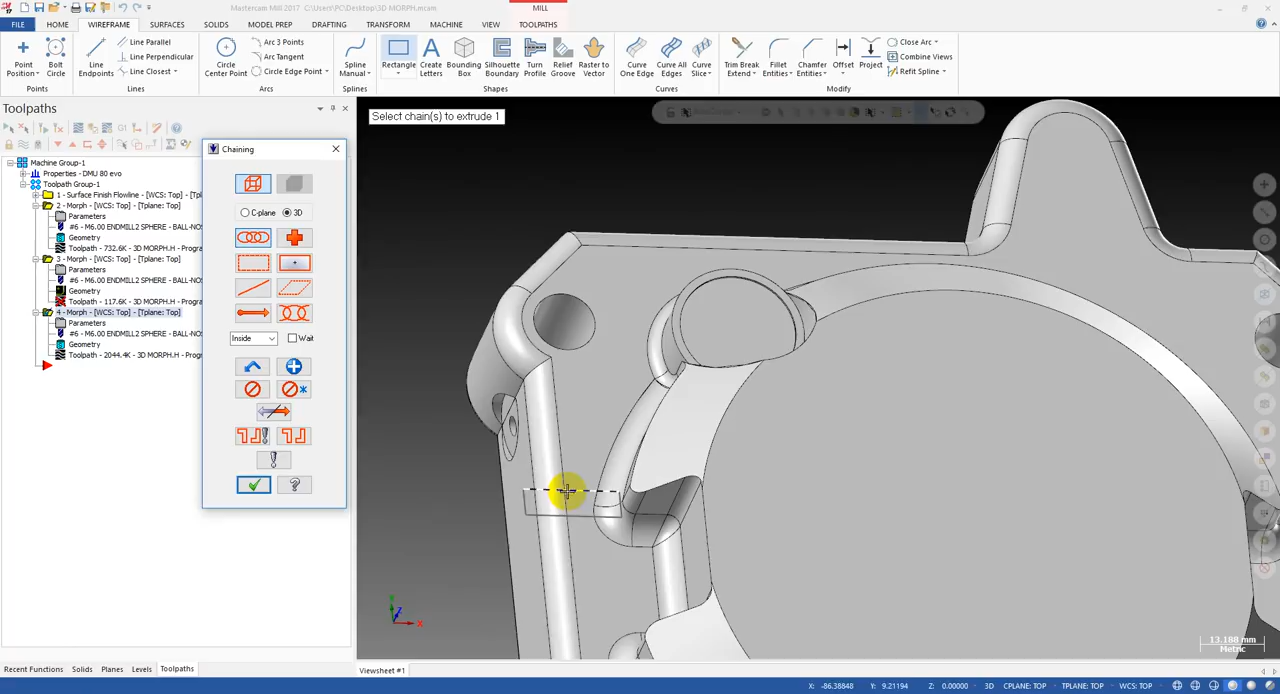 Mastercam Mill 2017 C:\Users\PC\Desktop\3D MORPH.mcam
MILL
FILE HOME WIREFRAME SURFACES SOLIDS MODEL PREP DRAFTING TRANSFORM MACHINE VIEW TOOLPATHS
Point Position
Bolt Circle
Line Endpoints
Line Parallel
Line Perpendicular
Line Closest
Circle Center Point
Arc 3 Points
Arc Tangent
Circle Edge Point
Spline Manual
Rectangle
Create Letters
Bounding Box
Silhouette Boundary
Turn Profile
Relief Groove
Raster to Vector
Curve One Edge
Curve All Edges
Curve Slice
Trim Break Extend
Fillet Entities
Chamfer Entities
Offset
Project
Close Arc
Combine Views
Refit Spline
Points Lines Arcs Splines Shapes Curves Modify
Toolpaths
Select chain(s) to extrude 1
Machine Group-1
Properties - DMU 80 evo
Toolpath Group-1
1 - Surface Finish Flowline - [WCS: Top] - [Tp
2 - Morph - [WCS: Top] - [Tplane: Top]
Parameters
#6 - M6.00 ENDMILL2 SPHERE - BALL-NOS
Geometry
Toolpath - 732.6K - 3D MORPH.H - Progra
3 - Morph - [WCS: Top] - [Tplane: Top]
Parameters
#6 - M6.00 ENDMILL2 SPHERE - BALL-NOS
Geometry
Toolpath - 117.6K - 3D MORPH.H - Progra
4 - Morph - [WCS: Top] - [Tplane: Top]
Parameters
#6 - M6.00 ENDMILL2 SPHERE - BALL-NOS
Toolpath - 2044.4K - 3D MORPH.H - Progr
Chaining
C-plane 3D
Inside Wait
13.188 mm
Metric
Recent Functions Solids Planes Levels Toolpaths
Viewsheet #1
X: -86.38848 Y: 9.21194 Z: 0.00000 3D CPLANE: TOP TPLANE: TOP WCS: TOP